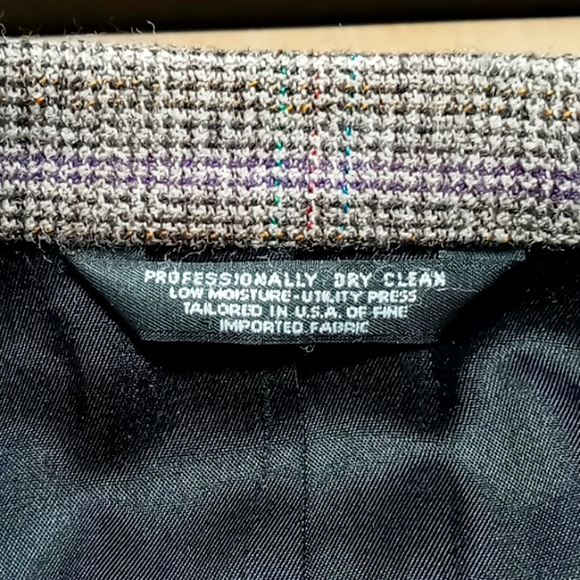 PROFESSIONALLY DRY CLEAN
LOW MOISTURE-UTILITY PRESS
TAILORED IN U.S.A. OF FINE
IMPORTED FABRIC